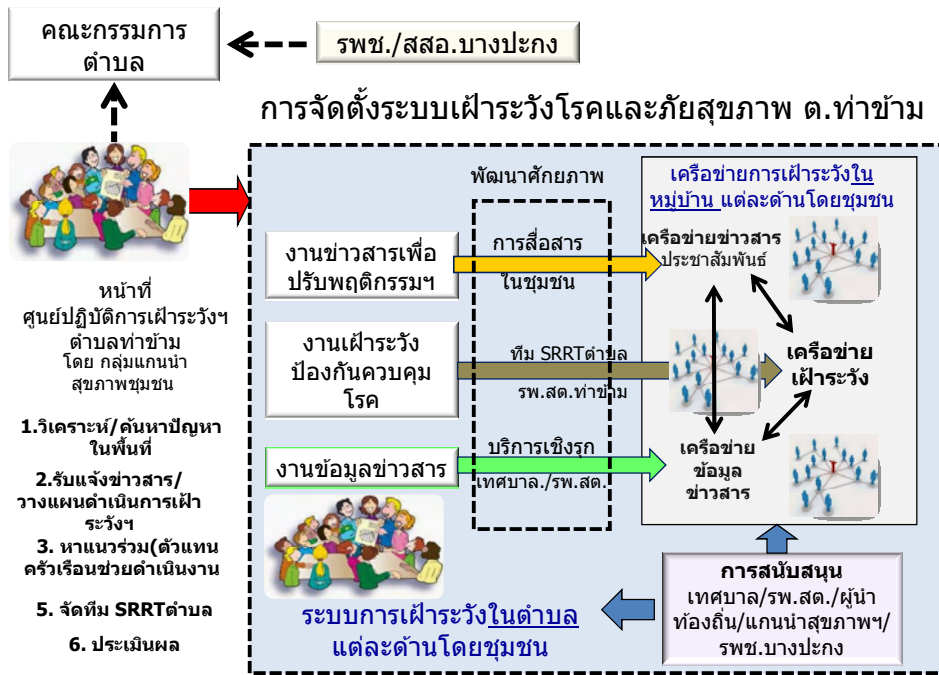 คณะกรรมการ
ตำบล
รพช./สสอ.บางปะกง
การจัดตั้งระบบเฝ้าระวังโรคและภัยสุขภาพ ต.ท่าข้าม
หน้าที่
ศูนย์ปฏิบัติการเฝ้าระวังฯ
ตำบลท่าข้าม
โดย กลุ่มแกนนำ
สุขภาพชุมชน
1.วิเคราะห์/ค้นหาปัญหา
ในพื้นที่
2.รับแจ้งข่าวสาร/
วางแผนดำเนินการเฝ้า
ระวังฯ
3. หาแนวร่วม(ตัวแทน
ครัวเรือนช่วยดำเนินงาน
5. จัดทีม SRRTตำบล
6. ประเมินผล
งานข่าวสารเพื่อ
ปรับพฤติกรรมฯ
งานเฝ้าระวัง
ป้องกันควบคุม
โรค
งานข้อมูลข่าวสาร
พัฒนาศักยภาพ
การสื่อสาร
ในชุมชน
ทีม SRRTตำบล
รพ.สต.ท่าข้าม
บริการเชิงรุก
เทศบาล./รพ.สต.
เครือข่ายการเฝ้าระวังใน
หมู่บ้าน แต่ละด้านโดยชุมชน
เครือข่ายข่าวสาร
ประชาสัมพันธ์
เครือข่าย
เฝ้าระวัง
เครือข่าย
ข้อมูล
ข่าวสาร
ระบบการเฝ้าระวังในตำบล
แต่ละด้านโดยชุมชน
การสนับสนุน
เทศบาล/รพ.สต./ผู้นำ
ท้องถิ่น/แกนนำสุขภาพฯ/
รพช.บางปะกง